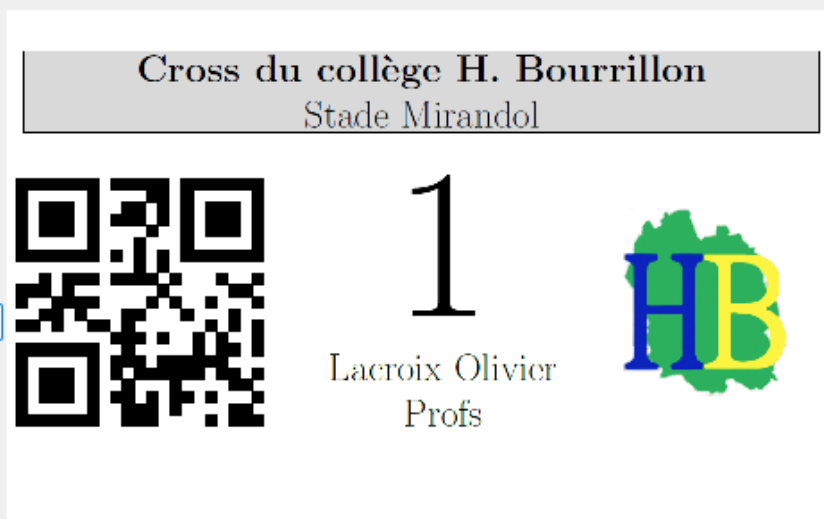 Cross du collège H. Bourrillon
Stade Mirandol
1
HB
Lacroix Olivier
Profs